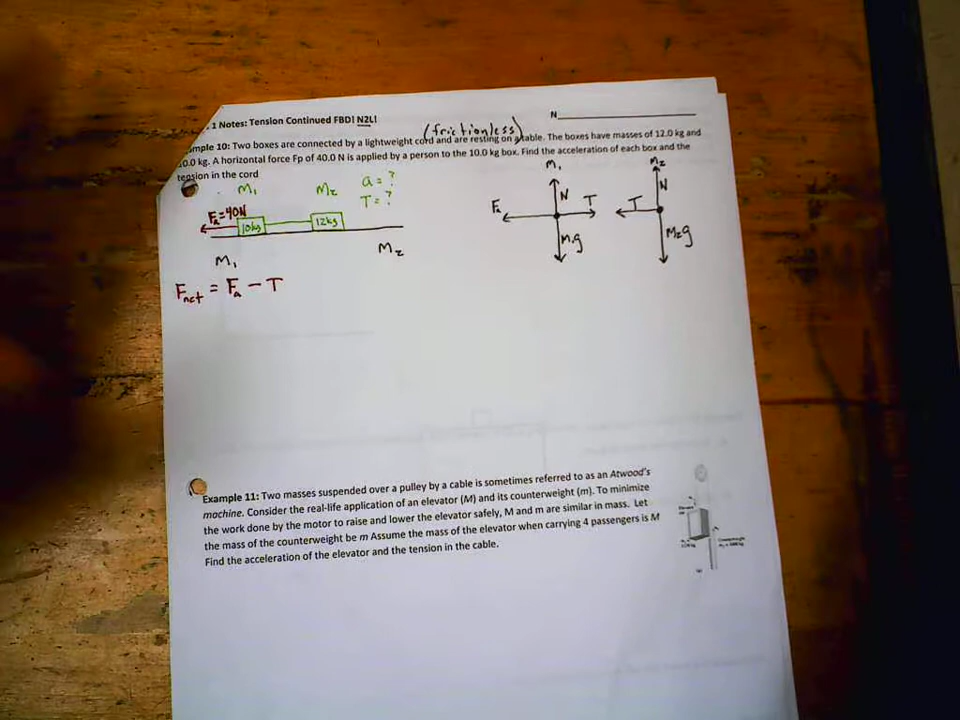 1 Notes: Tension Continued FBD! N2L!
N
(frictionless)
mple 10: Two boxes are connected by a lightweight cord and are resting on a table. The boxes have masses of 12.0 kg and
0.0 kg. A horizontal force Fp of 40.0 N is applied by a person to the 10.0 kg box. Find the acceleration of each box and the
tension in the cord
M₁ M₂ a = ?
T = ?
Fa=40N 10kg 12kg
M₁ M₂
Fnet = Fa - T
M₁ M₂
N N
Fa T T
M₁g M₂g
Example 11: Two masses suspended over a pulley by a cable is sometimes referred to as an Atwood's
machine. Consider the real-life application of an elevator (M) and its counterweight (m). To minimize
the work done by the motor to raise and lower the elevator safely, M and m are similar in mass. Let
the mass of the counterweight be m Assume the mass of the elevator when carrying 4 passengers is M
Find the acceleration of the elevator and the tension in the cable.